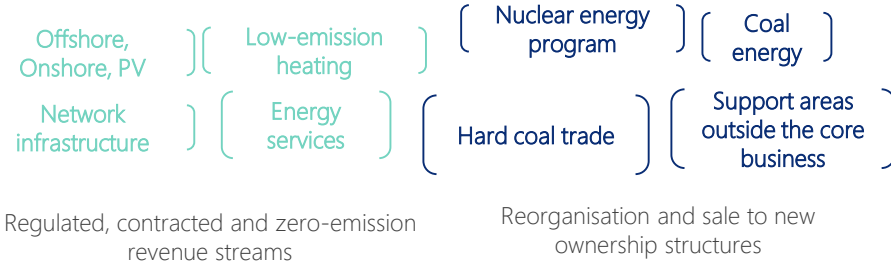 Offshore,
Onshore, PV
Low-emission
heating
Nuclear energy
program
Coal
energy
Network
infrastructure
Energy
services
Hard coal trade
Support areas
outside the core
business
Regulated, contracted and zero-emission
revenue streams
Reorganisation and sale to new
ownership structures